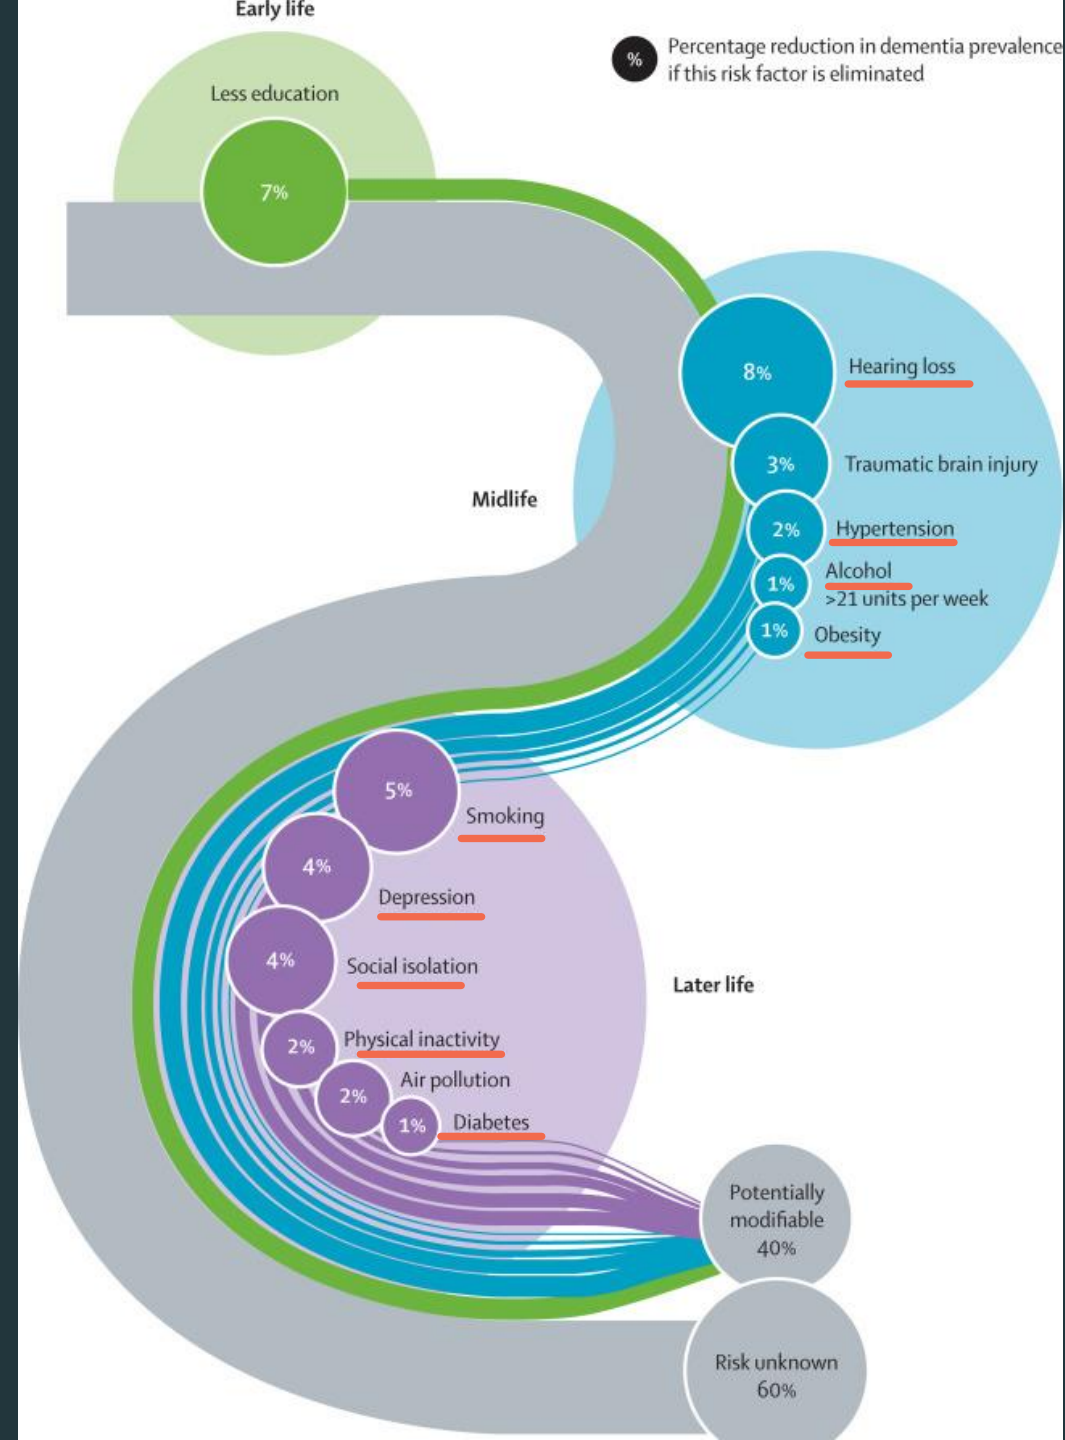 Early life
%
Percentage reduction in dementia prevalence
if this risk factor is eliminated
Less education
7%
8%
Hearing loss
3%
Traumatic brain injury
Midlife
2%
Hypertension
1%
Alcohol
>21 units per week
1%
Obesity
5%
Smoking
4%
Depression
4%
Social isolation
Later life
2%
Physical inactivity
2%
Air pollution
1%
Diabetes
Potentially
modifiable
40%
Risk unknown
60%